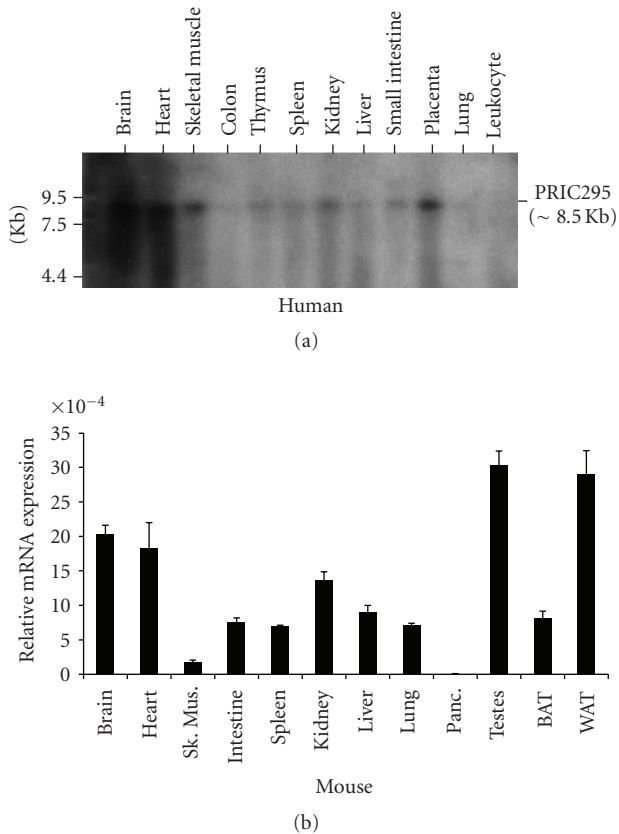 Brain
Heart
Skeletal muscle
Colon
Thymus
Spleen
Kidney
Liver
Small intestine
Placenta
Lung
Leukocyte
(Kb)
9.5
7.5
4.4
PRIC295
(∼ 8.5 Kb)
Human
(a)
×10−4
Relative mRNA expression
35
30
25
20
15
10
5
0
Brain
Heart
Sk. Mus.
Intestine
Spleen
Kidney
Liver
Lung
Panc.
Testes
BAT
WAT
Mouse
(b)